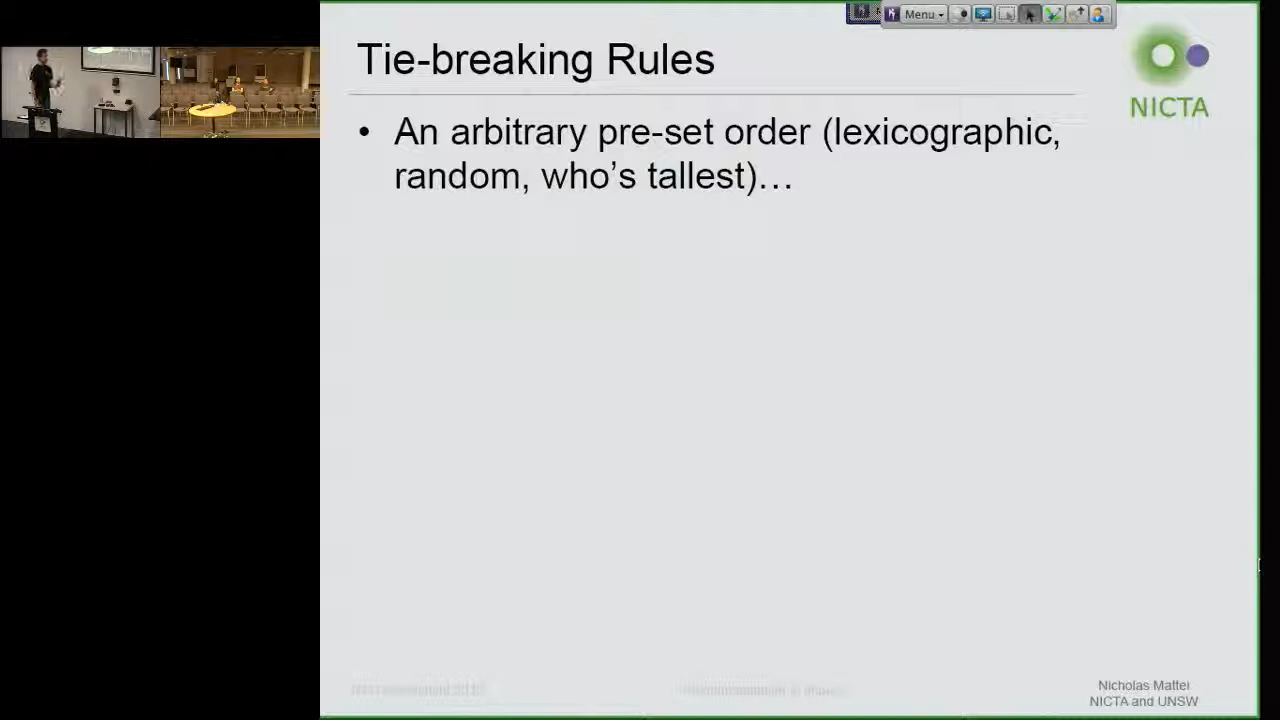 Menu
Tie-breaking Rules
NICTA
• An arbitrary pre-set order (lexicographic,
random, who’s tallest)…
Nicholas Mattei
NICTA and UNSW